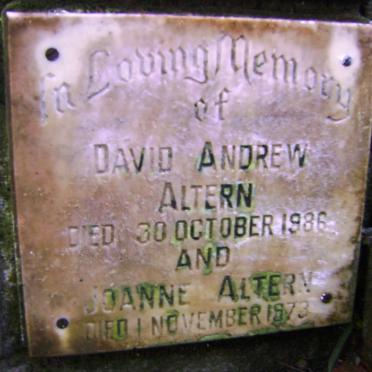 In Loving Memory
of
DAVID ANDREW
ALTERN
DIED 30 OCTOBER 1986
AND
JOANNE ALTERN
DIED 1 NOVEMBER 1973